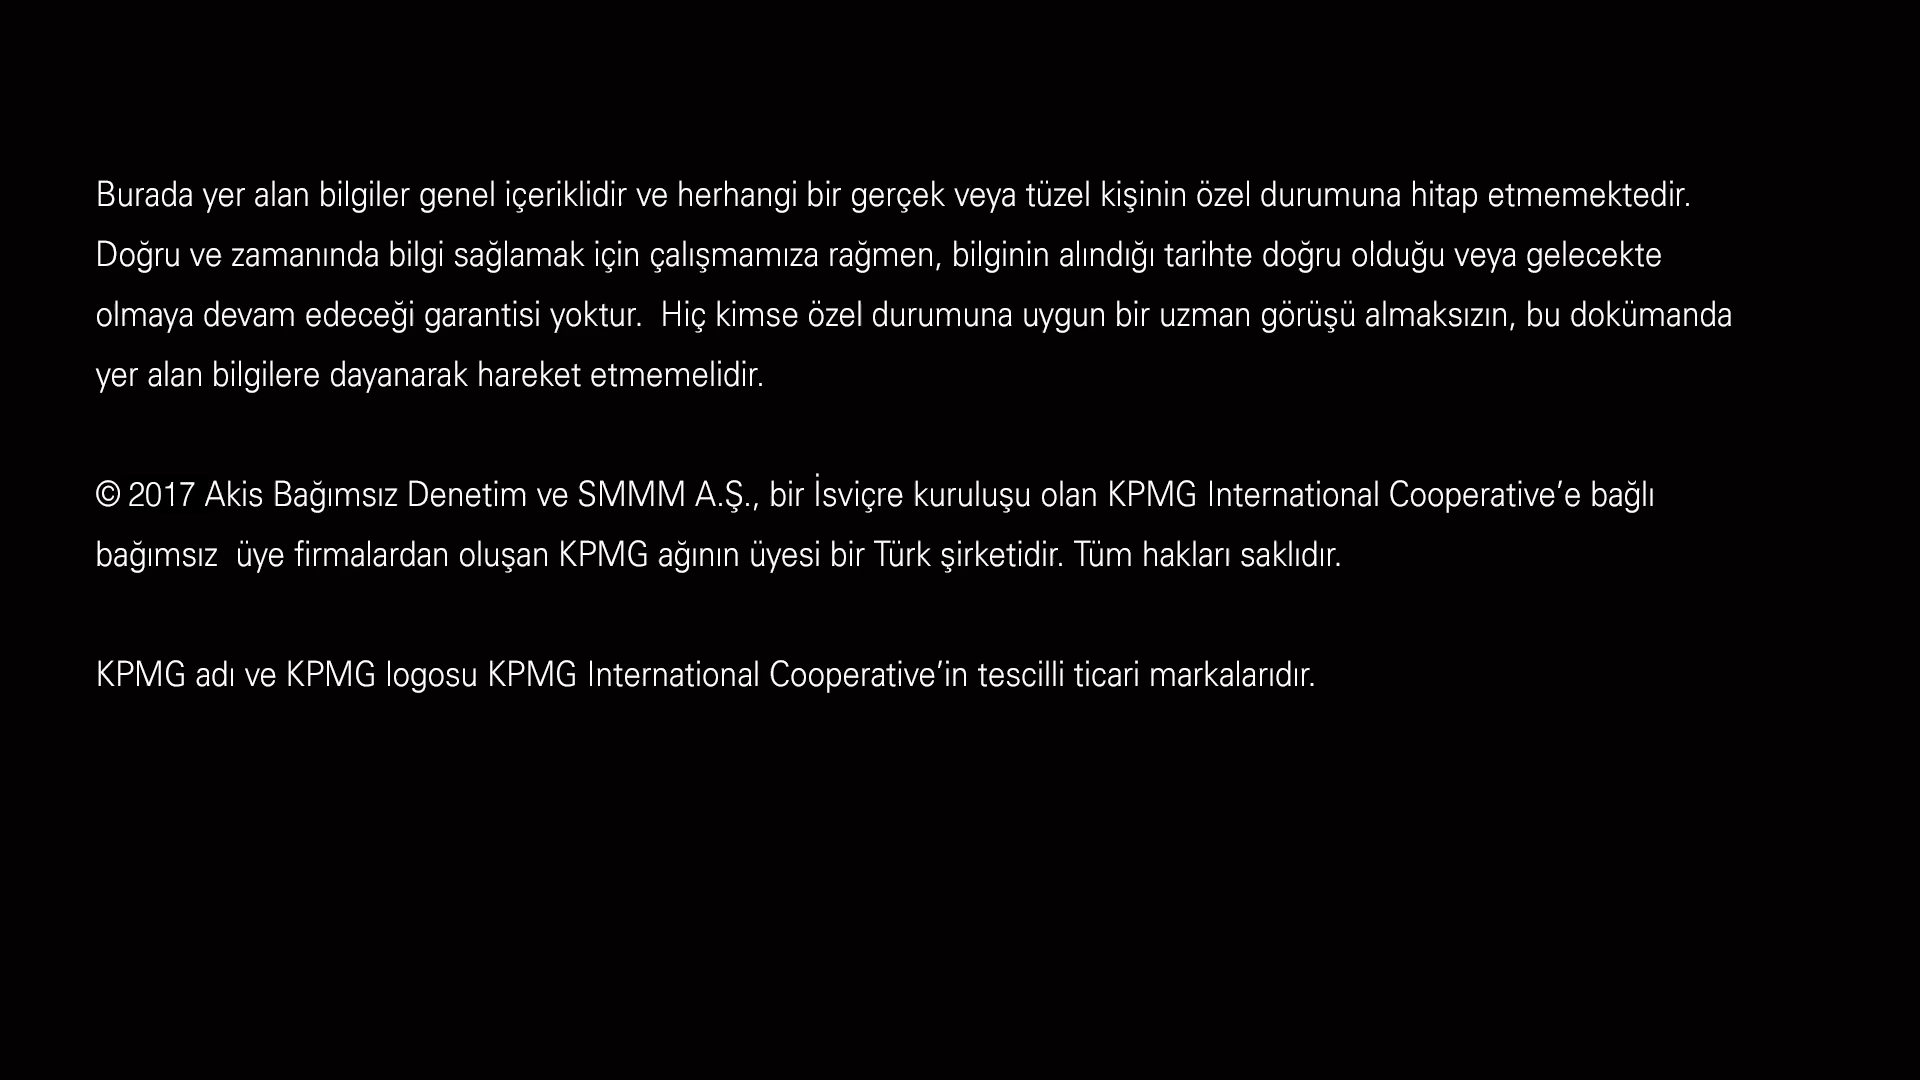 Burada yer alan bilgiler genel içeriklidir ve herhangi bir gerçek veya tüzel kişinin özel durumuna hitap etmemektedir.
Doğru ve zamanında bilgi sağlamak için çalışmamıza rağmen, bilginin alındığı tarihte doğru olduğu veya gelecekte
olmaya devam edeceği garantisi yoktur.  Hiç kimse özel durumuna uygun bir uzman görüşü almaksızın, bu dokümanda
yer alan bilgilere dayanarak hareket etmemelidir.
© 2017 Akis Bağımsız Denetim ve SMMM A.Ş., bir İsviçre kuruluşu olan KPMG International Cooperative’e bağlı
bağımsız  üye firmalardan oluşan KPMG ağının üyesi bir Türk şirketidir. Tüm hakları saklıdır.
KPMG adı ve KPMG logosu KPMG International Cooperative’in tescilli ticari markalarıdır.